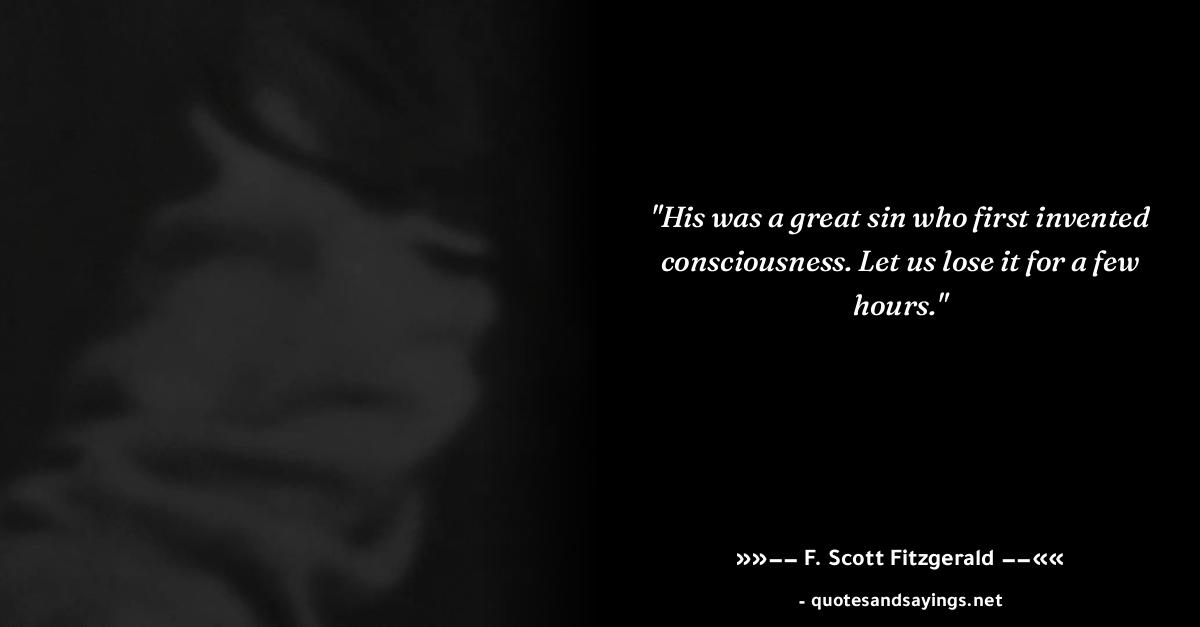 "His was a great sin who first invented
consciousness. Let us lose it for a few
hours."
»»−− F. Scott Fitzgerald −−««
- quotesandsayings.net